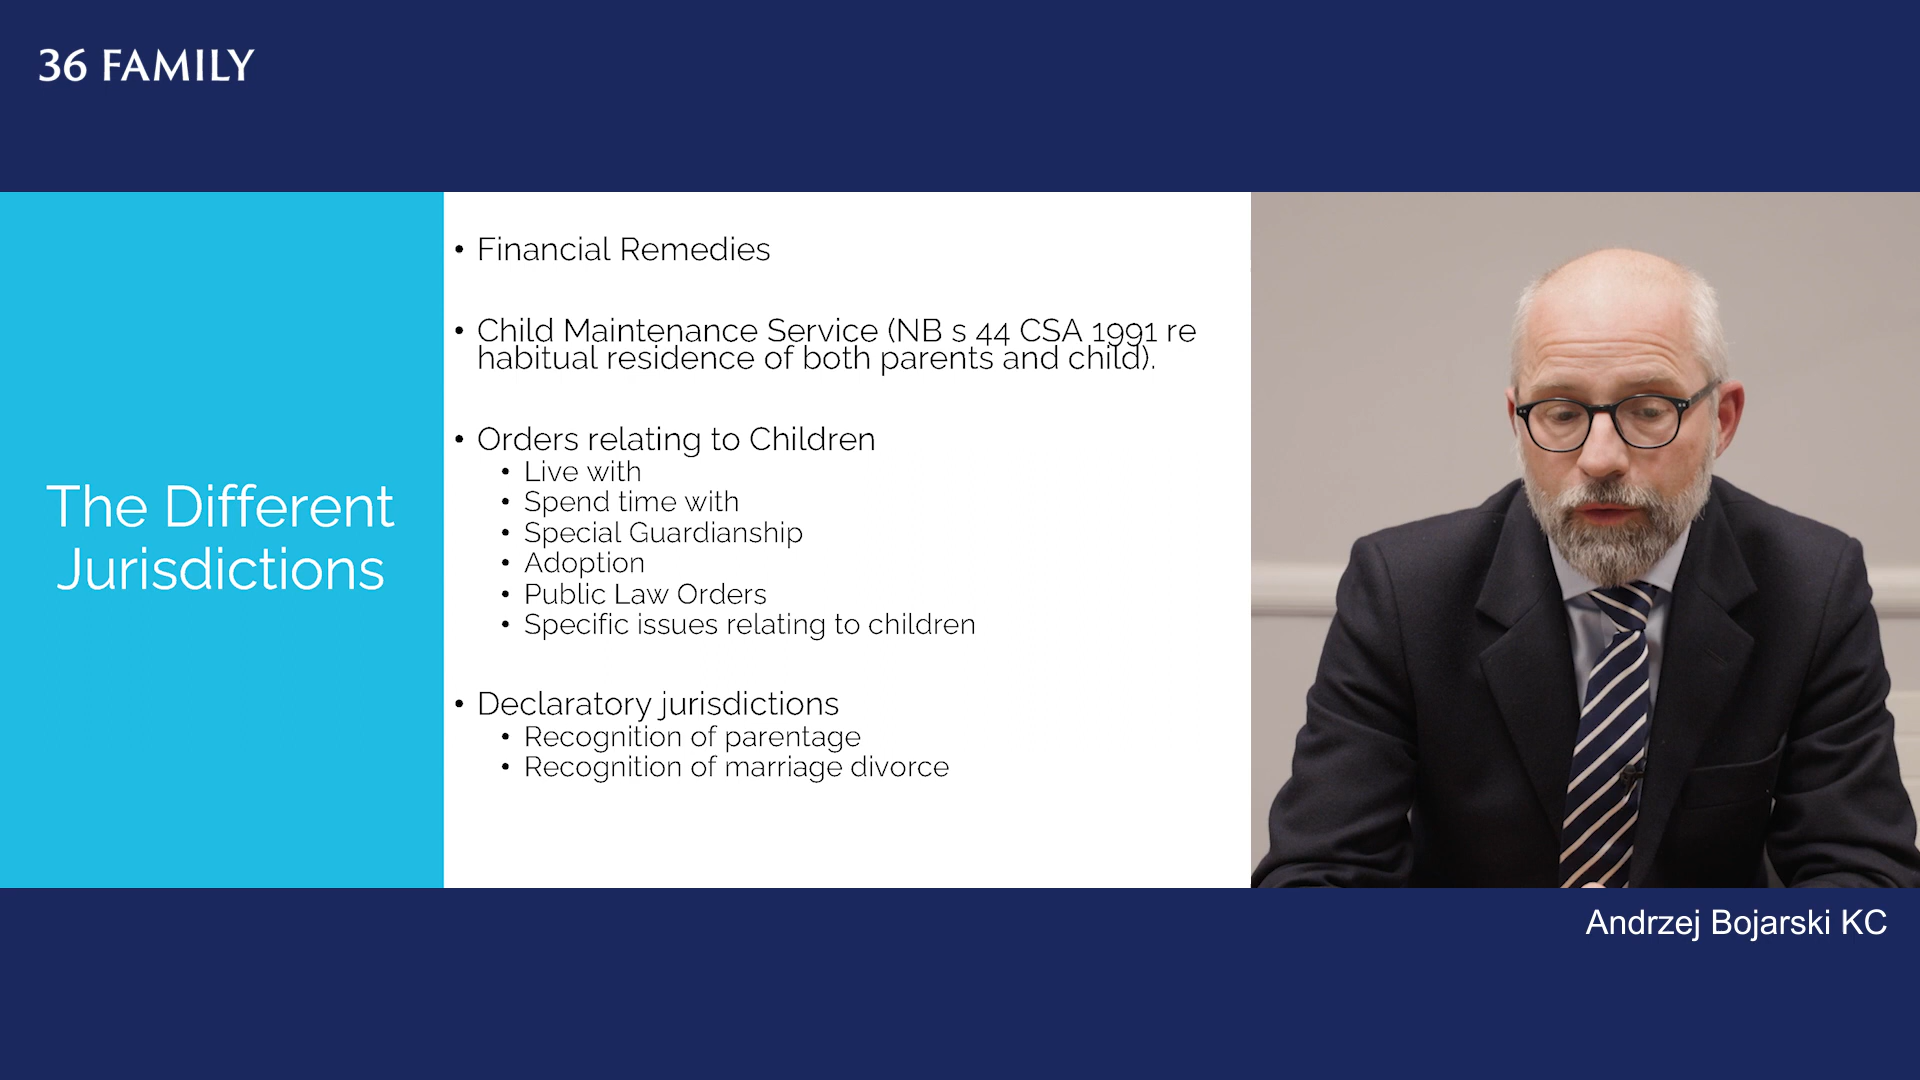 36 FAMILY
The Different
Jurisdictions
• Financial Remedies
• Child Maintenance Service (NB s 44 CSA 1991 re
habitual residence of both parents and child).
• Orders relating to Children
• Live with
• Spend time with
• Special Guardianship
• Adoption
• Public Law Orders
• Specific issues relating to children
• Declaratory jurisdictions
• Recognition of parentage
• Recognition of marriage divorce
Andrzej Bojarski KC